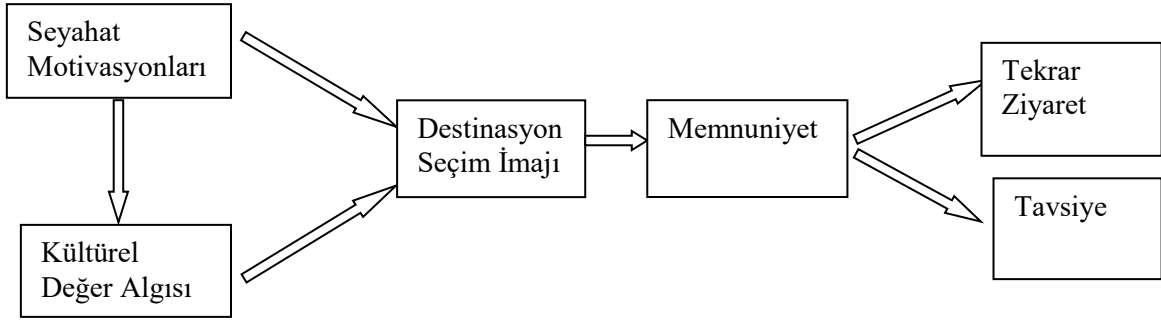 Seyahat
Motivasyonları
Kültürel
Değer Algısı
Destinasyon
Seçim İmajı
Memnuniyet
Tekrar
Ziyaret
Tavsiye